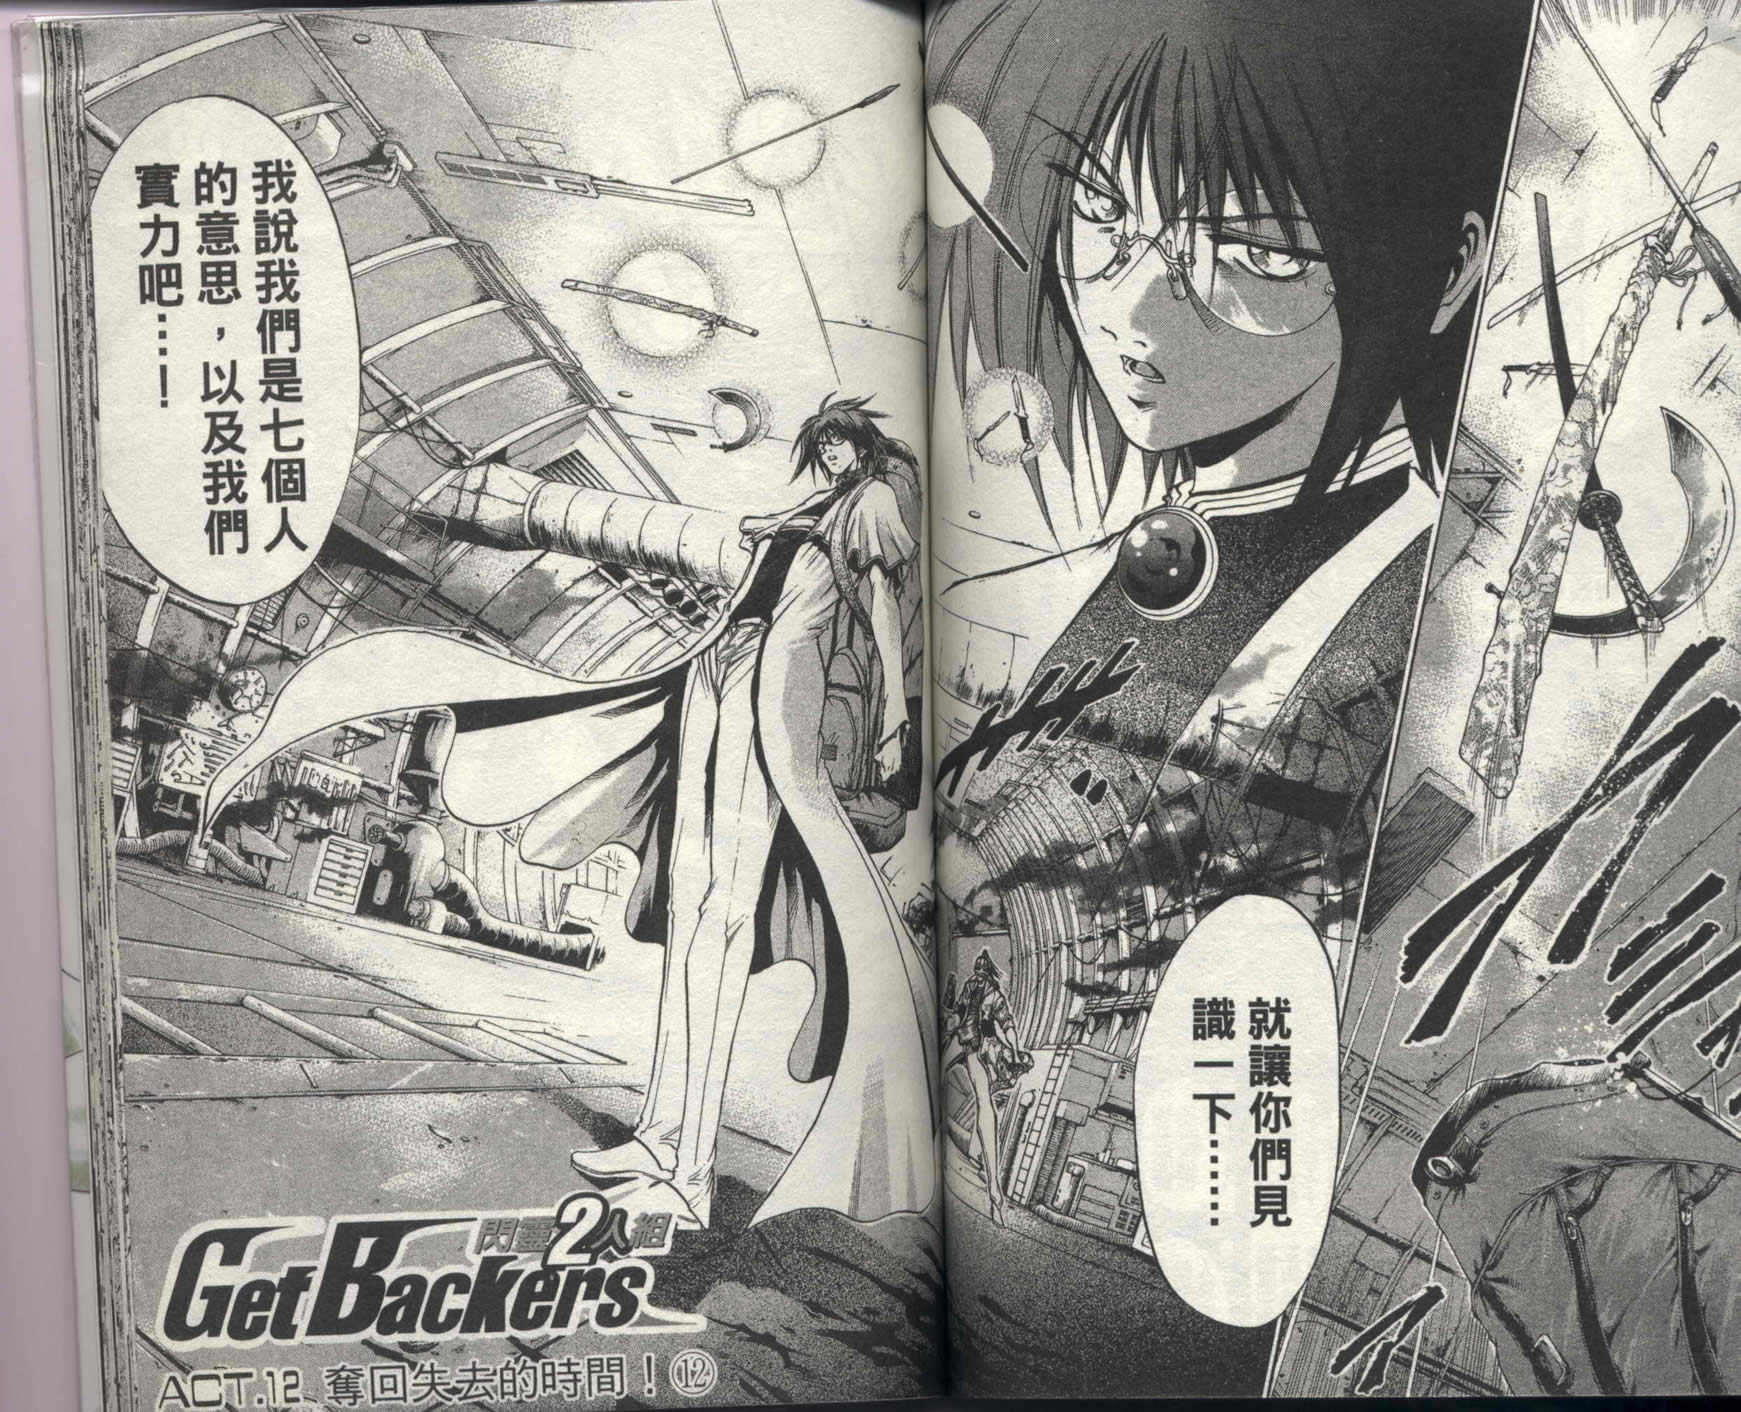 就讓你們見
識一下……
我說我們是七個人
的意思，以及我們
實力吧…！
閃靈2人組
GetBackers
ACT.12 奪回失去的時間！⑫